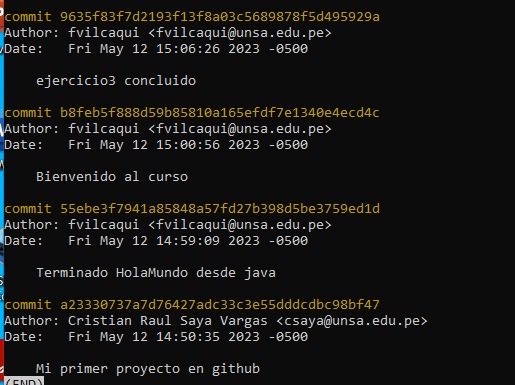 commit 9635f83f7d2193f13f8a03c5689878f5d495929a
Author: fvilcaqui <fvilcaqui@unsa.edu.pe>
Date:   Fri May 12 15:06:26 2023 -0500
ejercicio3 concluido
commit b8feb5f888d59b85810a165efdf7e1340e4ecd4c
Author: fvilcaqui <fvilcaqui@unsa.edu.pe>
Date:   Fri May 12 15:00:56 2023 -0500
Bienvenido al curso
commit 55ebe3f7941a85848a57fd27b398d5be3759ed1d
Author: fvilcaqui <fvilcaqui@unsa.edu.pe>
Date:   Fri May 12 14:59:09 2023 -0500
Terminado HolaMundo desde java
commit a23330737a7d76427adc33c3e55dddcdbc98bf47
Author: Cristian Raul Saya Vargas <csaya@unsa.edu.pe>
Date:   Fri May 12 14:50:35 2023 -0500
Mi primer proyecto en github
(END)